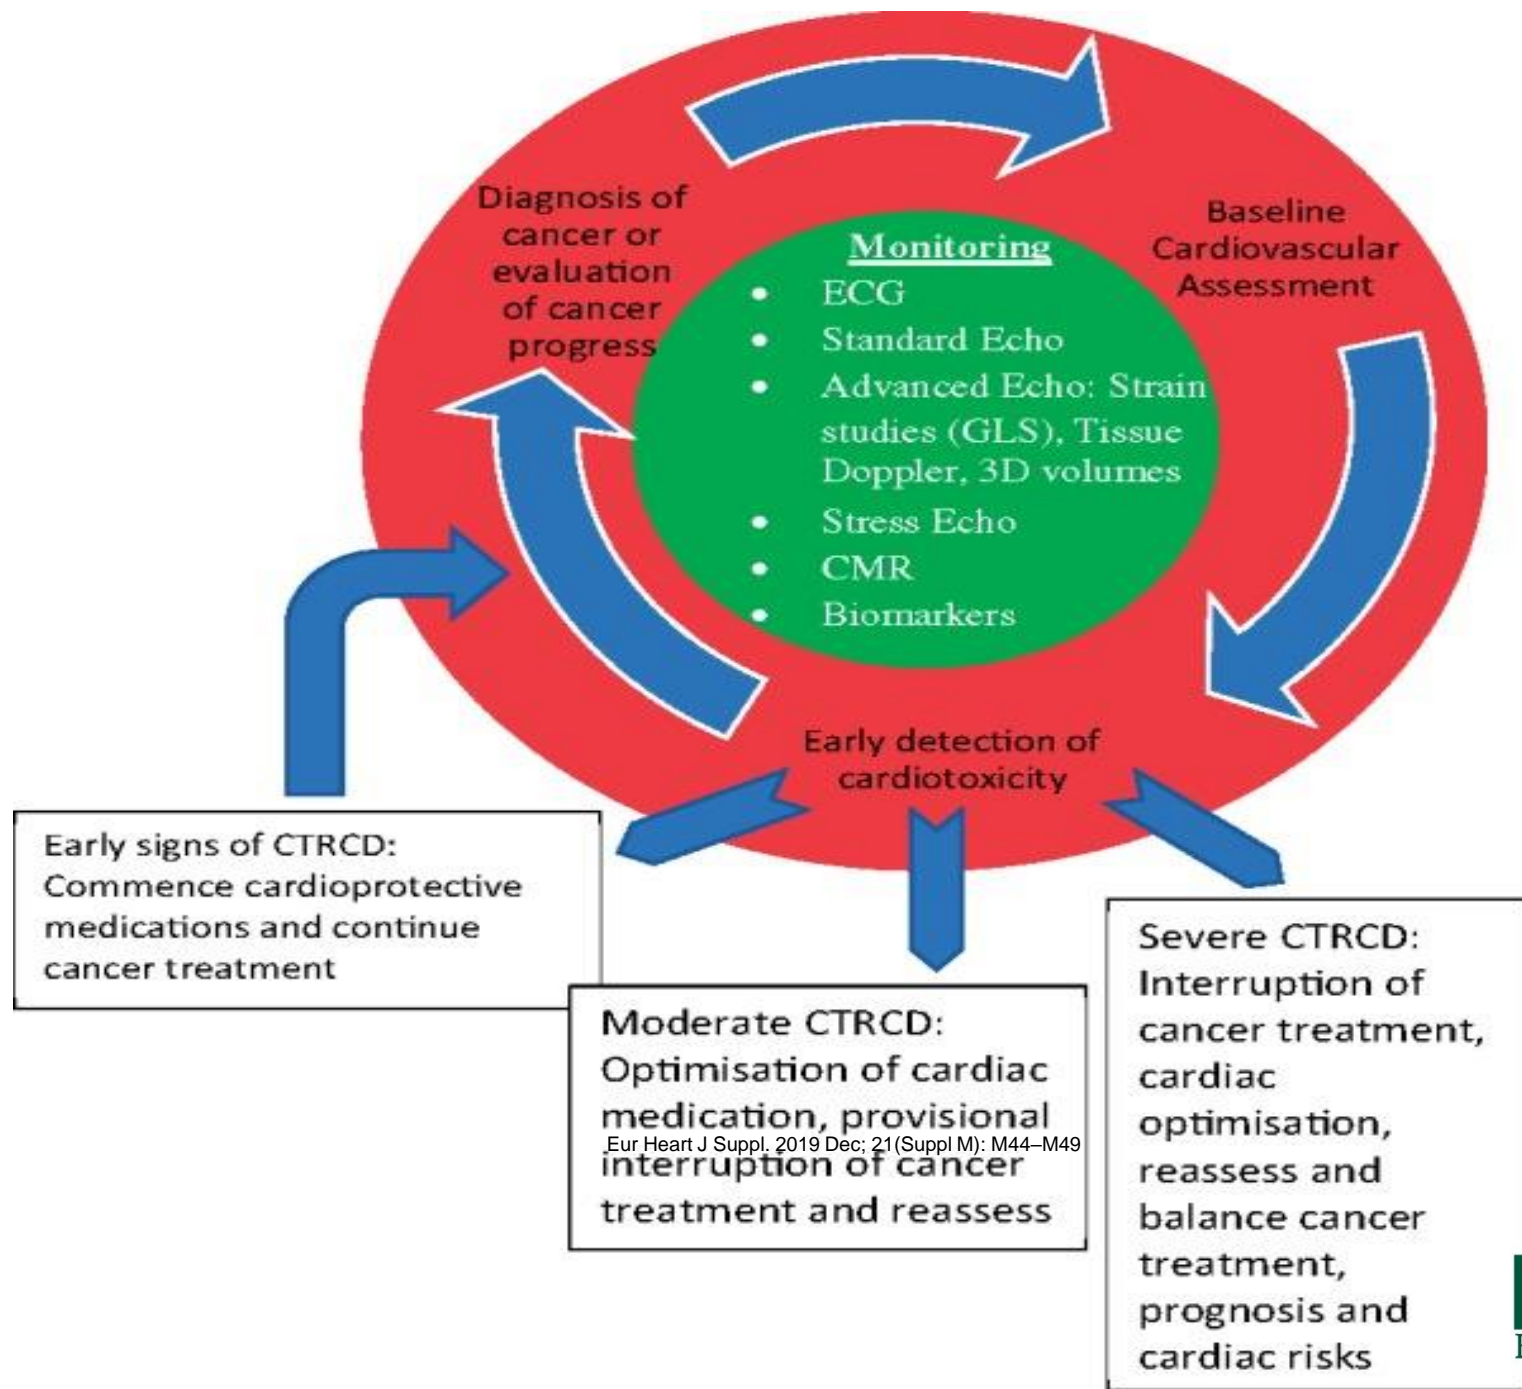 Diagnosis of
cancer or
evaluation
of cancer
progress
Baseline
Cardiovascular
Assessment
Monitoring
• ECG
• Standard Echo
• Advanced Echo: Strain
studies (GLS), Tissue
Doppler, 3D volumes
• Stress Echo
• CMR
• Biomarkers
Early detection of
cardiotoxicity
Early signs of CTRCD:
Commence cardioprotective
medications and continue
cancer treatment
Moderate CTRCD:
Optimisation of cardiac
medication, provisional
Eur Heart J Suppl. 2019 Dec; 21(Suppl M): M44–M49
interruption of cancer
treatment and reassess
Severe CTRCD:
Interruption of
cancer treatment,
cardiac
optimisation,
reassess and
balance cancer
treatment,
prognosis and
cardiac risks